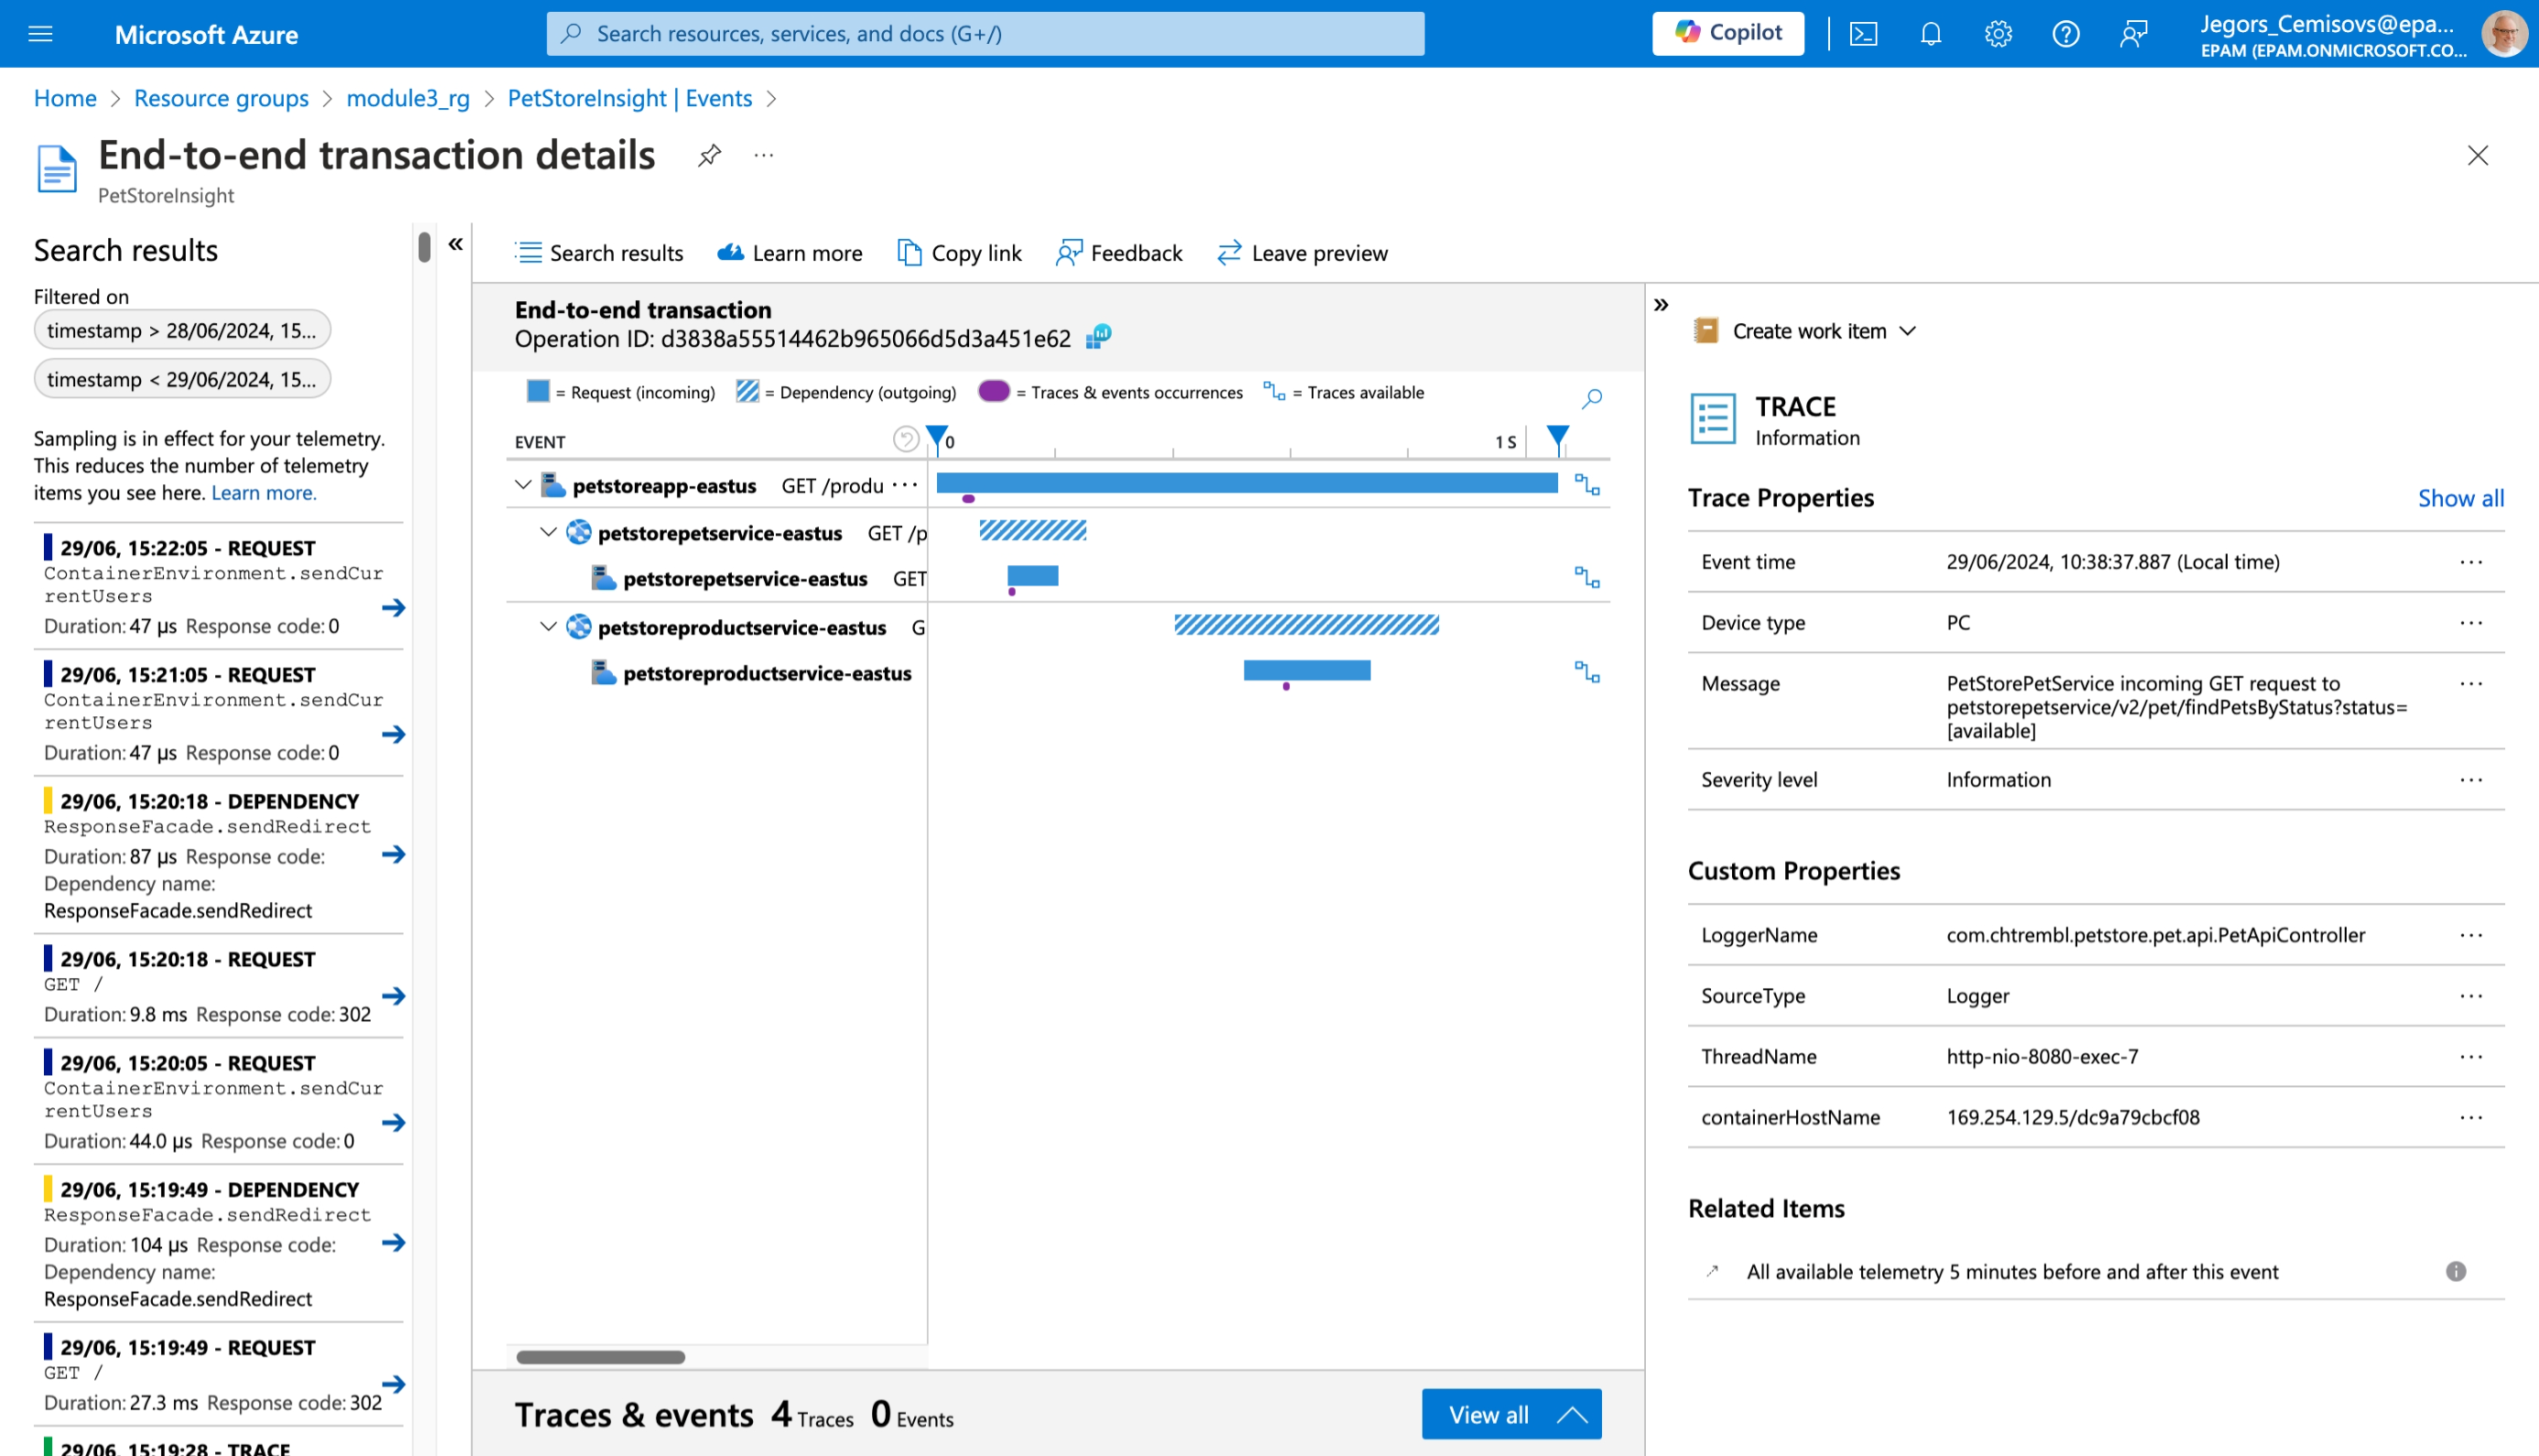 Microsoft Azure
Search resources, services, and docs (G+/)
Copilot
Jegors_Cemisovs@epa...
EPAM (EPAM.ONMICROSOFT.CO...
Home > Resource groups > module3_rg > PetStoreInsight | Events >
End-to-end transaction details
PetStoreInsight
Search results
Filtered on
timestamp > 28/06/2024, 15...
timestamp < 29/06/2024, 15...
Sampling is in effect for your telemetry.
This reduces the number of telemetry
items you see here. Learn more.
29/06, 15:22:05 - REQUEST
ContainerEnvironment.sendCur
rentUsers
Duration: 47 µs Response code: 0
29/06, 15:21:05 - REQUEST
ContainerEnvironment.sendCur
rentUsers
Duration: 47 µs Response code: 0
29/06, 15:20:18 - DEPENDENCY
ResponseFacade.sendRedirect
Duration: 87 µs Response code:
Dependency name:
ResponseFacade.sendRedirect
29/06, 15:20:18 - REQUEST
GET /
Duration: 9.8 ms Response code: 302
29/06, 15:20:05 - REQUEST
ContainerEnvironment.sendCur
rentUsers
Duration: 44.0 µs Response code: 0
29/06, 15:19:49 - DEPENDENCY
ResponseFacade.sendRedirect
Duration: 104 µs Response code:
Dependency name:
ResponseFacade.sendRedirect
29/06, 15:19:49 - REQUEST
GET /
Duration: 27.3 ms Response code: 302
29/06, 15:19:28 - TRACE
Search results
Learn more
Copy link
Feedback
Leave preview
End-to-end transaction
Operation ID: d3838a55514462b965066d5d3a451e62
= Request (incoming)
= Dependency (outgoing)
= Traces & events occurrences
= Traces available
EVENT
0
1 S
petstoreapp-eastus GET /produ ...
petstorepetservice-eastus GET /p
petstorepetservice-eastus GET
petstoreproductservice-eastus G
petstoreproductservice-eastus
Traces & events 4 Traces 0 Events
View all
Create work item
TRACE
Information
Trace Properties
Show all
Event time 29/06/2024, 10:38:37.887 (Local time)
Device type PC
Message PetStorePetService incoming GET request to
petstorepetservice/v2/pet/findPetsByStatus?status=
[available]
Severity level Information
Custom Properties
LoggerName com.chtrembl.petstore.pet.api.PetApiController
SourceType Logger
ThreadName http-nio-8080-exec-7
containerHostName 169.254.129.5/dc9a79cbcf08
Related Items
All available telemetry 5 minutes before and after this event